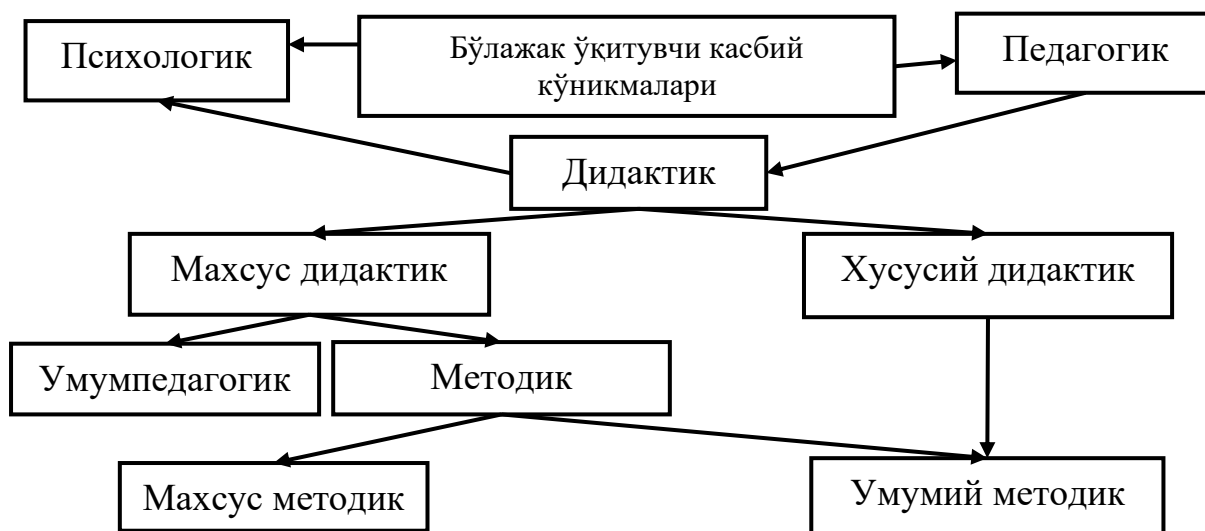 Психологик
Бўлажак ўқитувчи касбий
кўникмалари
Педагогик
Дидактик
Махсус дидактик
Хусусий дидактик
Умумпедагогик
Методик
Махсус методик
Умумий методик